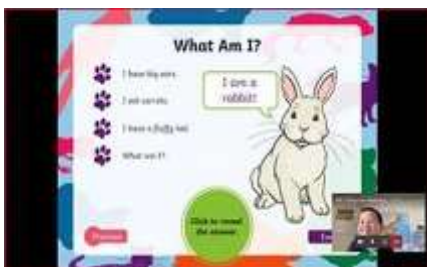 What Am I?
I have big ears.
I eat carrots.
I have a fluffy tail.
What am I?
I am a
rabbit!
Click to reveal
the answer.